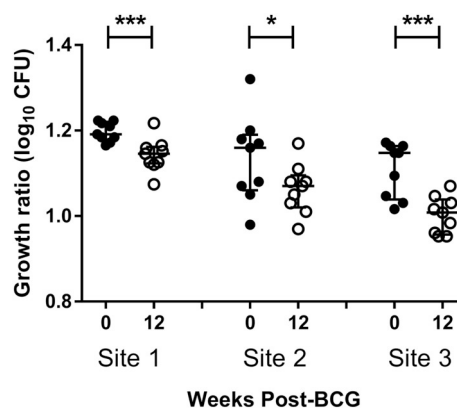 *** * ***
Growth ratio (log₁₀ CFU)
1.4
1.2
1.0
0.8
0 12 0 12 0 12
Site 1 Site 2 Site 3
Weeks Post-BCG